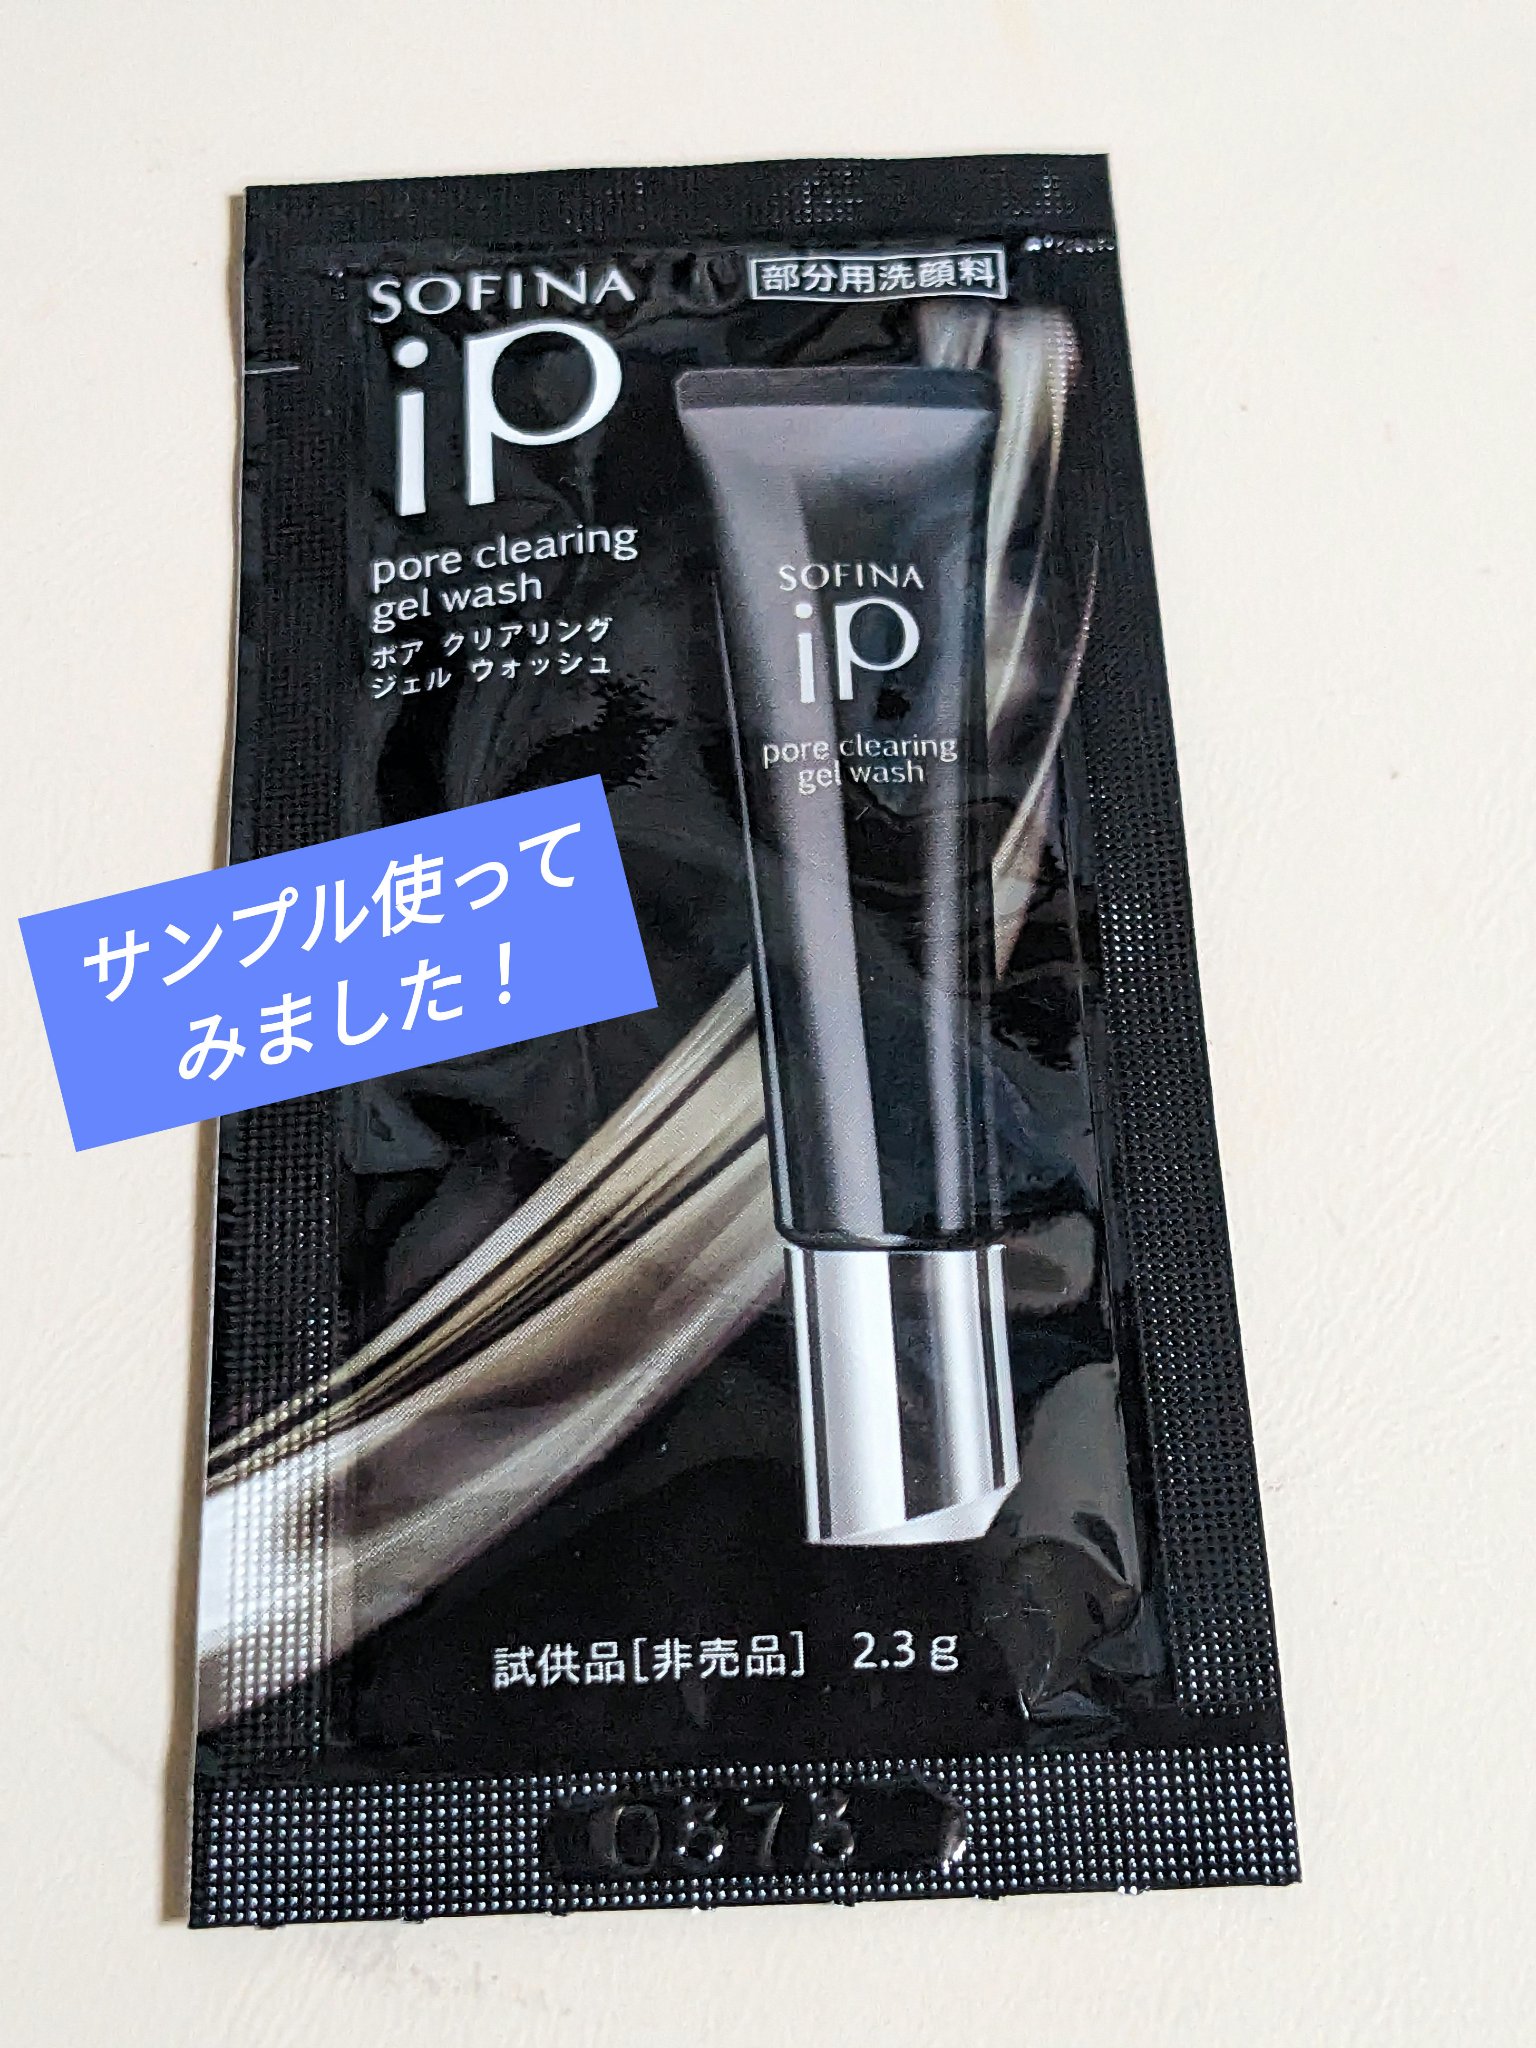 SOFINA
iP
pore clearing
gel wash
ポア クリアリング
ジェル ウォッシュ
部分用洗顔料
SOFINA
iP
pore clearing
gel wash
サンプル使って
みました！
試供品[非売品] 2.3g